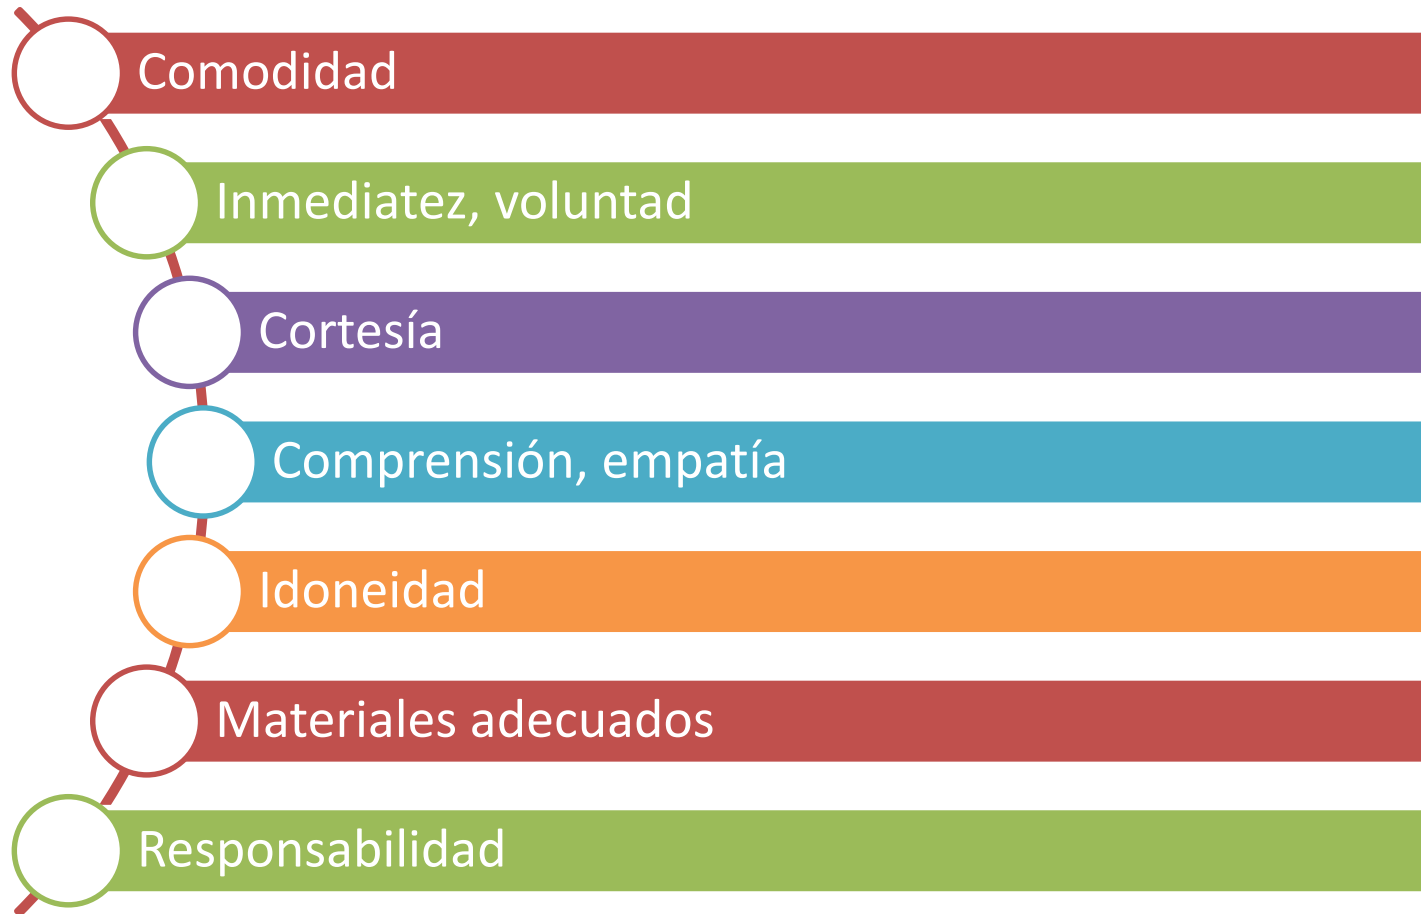 Comodidad
Inmediatez, voluntad
Cortesía
Comprensión, empatía
Idoneidad
Materiales adecuados
Responsabilidad